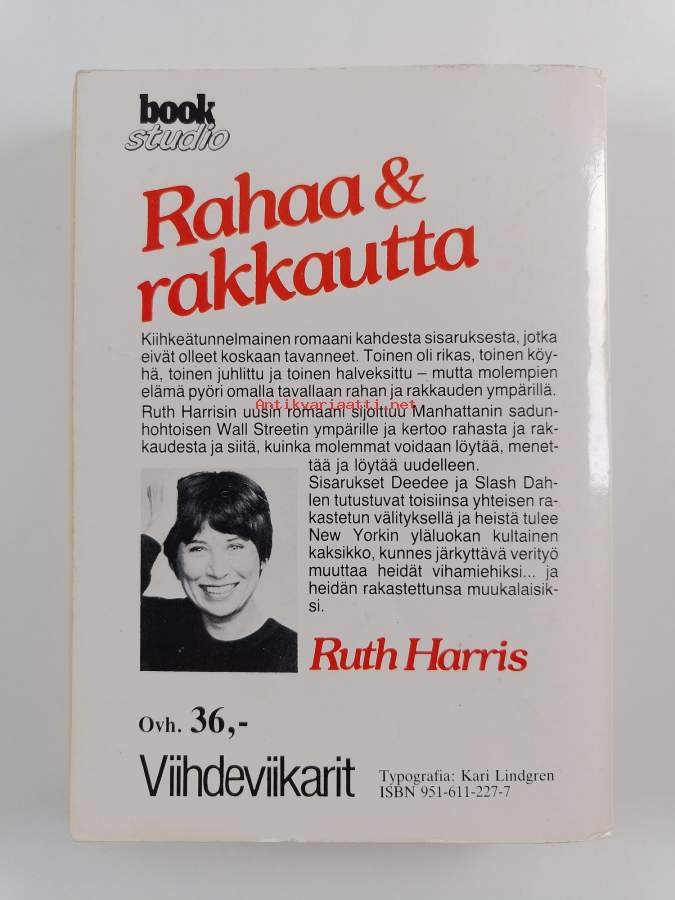 book
studio
Rahaa &
rakkautta
Kiihkeätunnelmainen romaani kahdesta sisaruksesta, jotka
eivät olleet koskaan tavanneet. Toinen oli rikas, toinen köy-
hä, toinen juhlittu ja toinen halveksittu – mutta molempien
elämä pyöri omalla tavallaan rahan ja rakkauden ympärillä.
Antikvariaatti.net
Ruth Harrisin uusin romaani sijoittuu Manhattanin sadun-
hohtoisen Wall Streetin ympärille ja kertoo rahasta ja rak-
kaudesta ja siitä, kuinka molemmat voidaan löytää, menet-
tää ja löytää uudelleen.
Sisarukset Deedee ja Slash Dah-
len tutustuvat toisiinsa yhteisen ra-
kastetun välityksellä ja heistä tulee
New Yorkin yläluokan kultainen
kaksikko, kunnes järkyttävä verityö
muuttaa heidät vihamiehiksi... ja
heidän rakastettunsa muukalaisik-
si.
Ruth Harris
Ovh. 36,-
Viihdeviikarit
Typografia: Kari Lindgren
ISBN 951-611-227-7